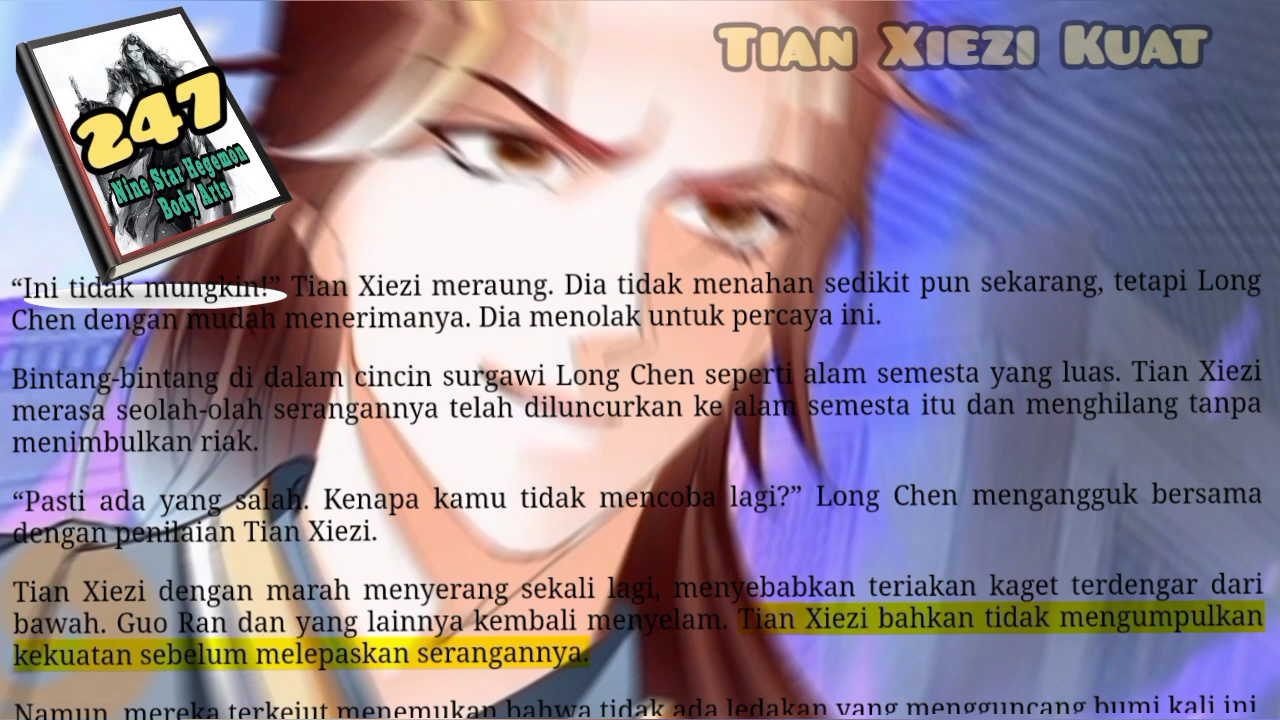 Tian Xiezi Kuat
247
Nine Star Hegemon
Body Arts
“Ini tidak mungkin!” Tian Xiezi meraung. Dia tidak menahan sedikit pun sekarang, tetapi Long
Chen dengan mudah menerimanya. Dia menolak untuk percaya ini.
Bintang-bintang di dalam cincin surgawi Long Chen seperti alam semesta yang luas. Tian Xiezi
merasa seolah-olah serangannya telah diluncurkan ke alam semesta itu dan menghilang tanpa
menimbulkan riak.
“Pasti ada yang salah. Kenapa kamu tidak mencoba lagi?” Long Chen mengangguk bersama
dengan penilaian Tian Xiezi.
Tian Xiezi dengan marah menyerang sekali lagi, menyebabkan teriakan kaget terdengar dari
bawah. Guo Ran dan yang lainnya kembali menyelam. Tian Xiezi bahkan tidak mengumpulkan
kekuatan sebelum melepaskan serangannya.
Namun, mereka terkejut menemukan bahwa tidak ada ledakan yang mengguncang bumi kali ini